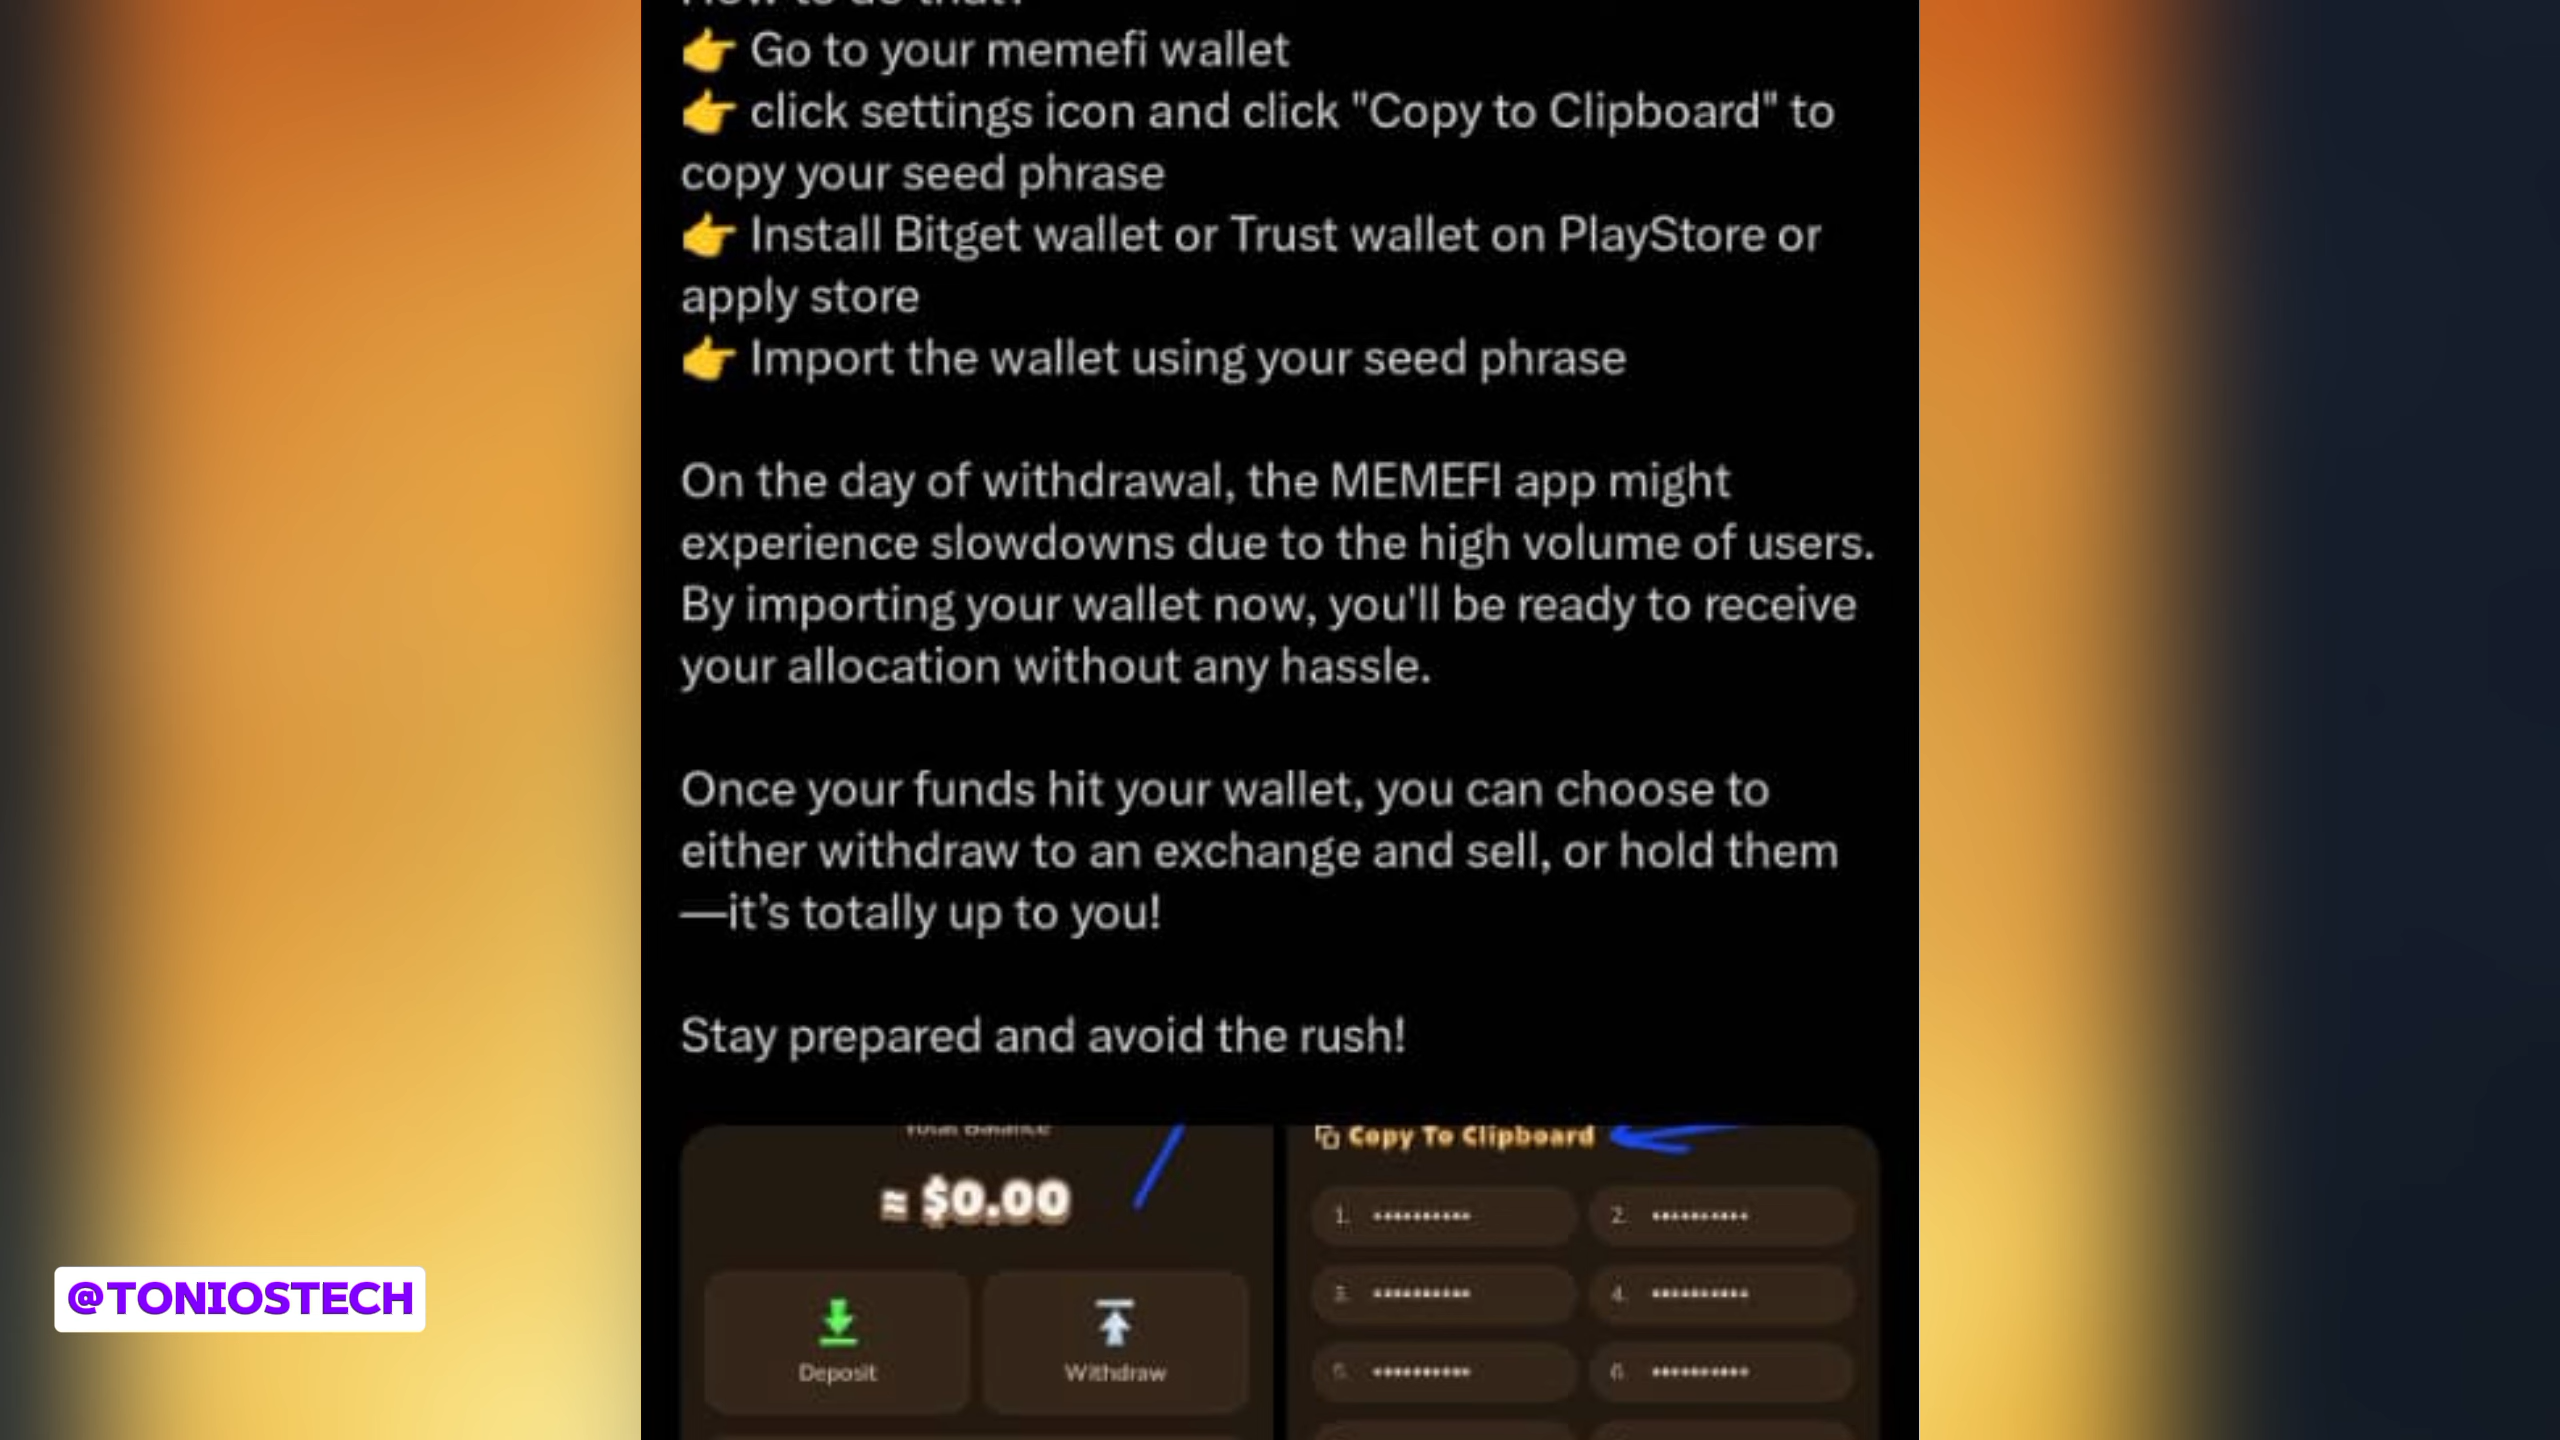 How to do that?
👉 Go to your memefi wallet
👉 click settings icon and click "Copy to Clipboard" to
copy your seed phrase
👉 Install Bitget wallet or Trust wallet on PlayStore or
apply store
👉 Import the wallet using your seed phrase
On the day of withdrawal, the MEMEFI app might
experience slowdowns due to the high volume of users.
By importing your wallet now, you'll be ready to receive
your allocation without any hassle.
Once your funds hit your wallet, you can choose to
either withdraw to an exchange and sell, or hold them
—it’s totally up to you!
Stay prepared and avoid the rush!
Total Balance
≈ $0.00
Deposit
Withdraw
Copy To Clipboard
1. ••••••••••
2. ••••••••••
3. ••••••••••
4. ••••••••••
5. ••••••••••
6. ••••••••••
@TONIOSTECH